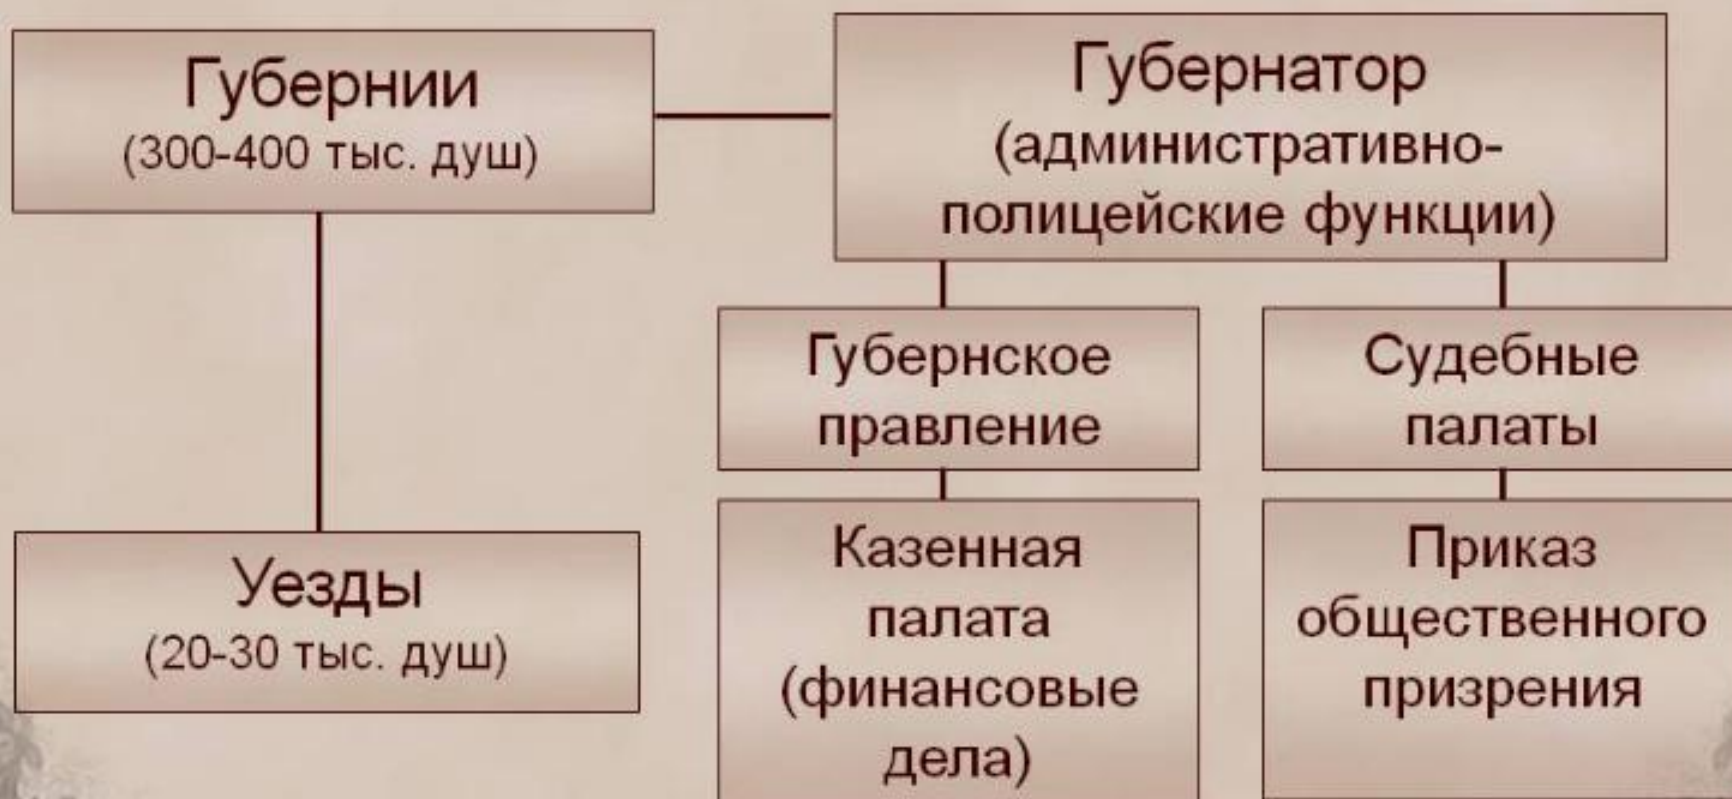 Губернии
(300-400 тыс. душ)
Губернатор
(административно-
полицейские функции)
Губернское
правление
Судебные
палаты
Уезды
(20-30 тыс. душ)
Казенная
палата
(финансовые
дела)
Приказ
общественного
призрения